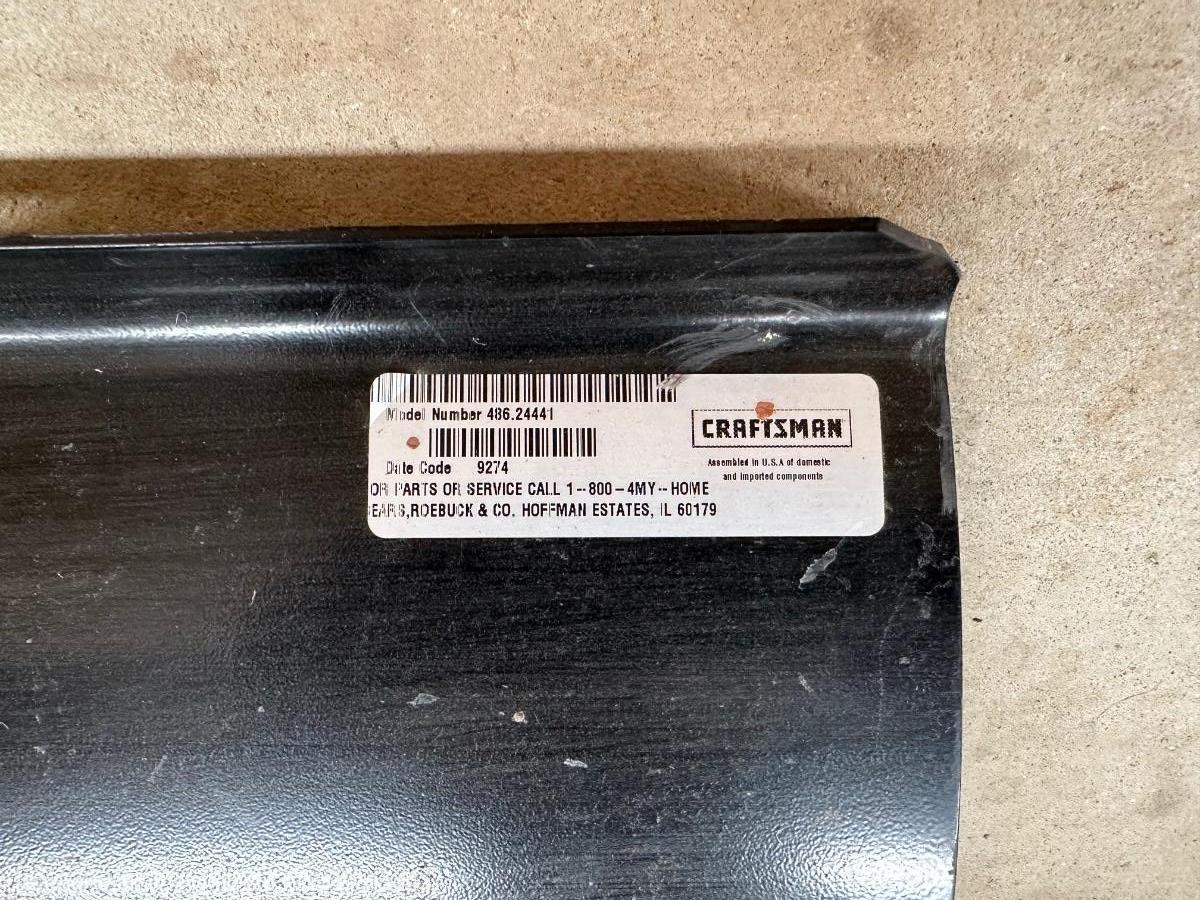 Model Number 486.24441
CRAFTSMAN
Date Code 9274
Assembled in U.S.A of domestic
and imported components
OR PARTS OR SERVICE CALL 1--800-4MY--HOME
EARS,ROEBUCK & CO. HOFFMAN ESTATES, IL 60179